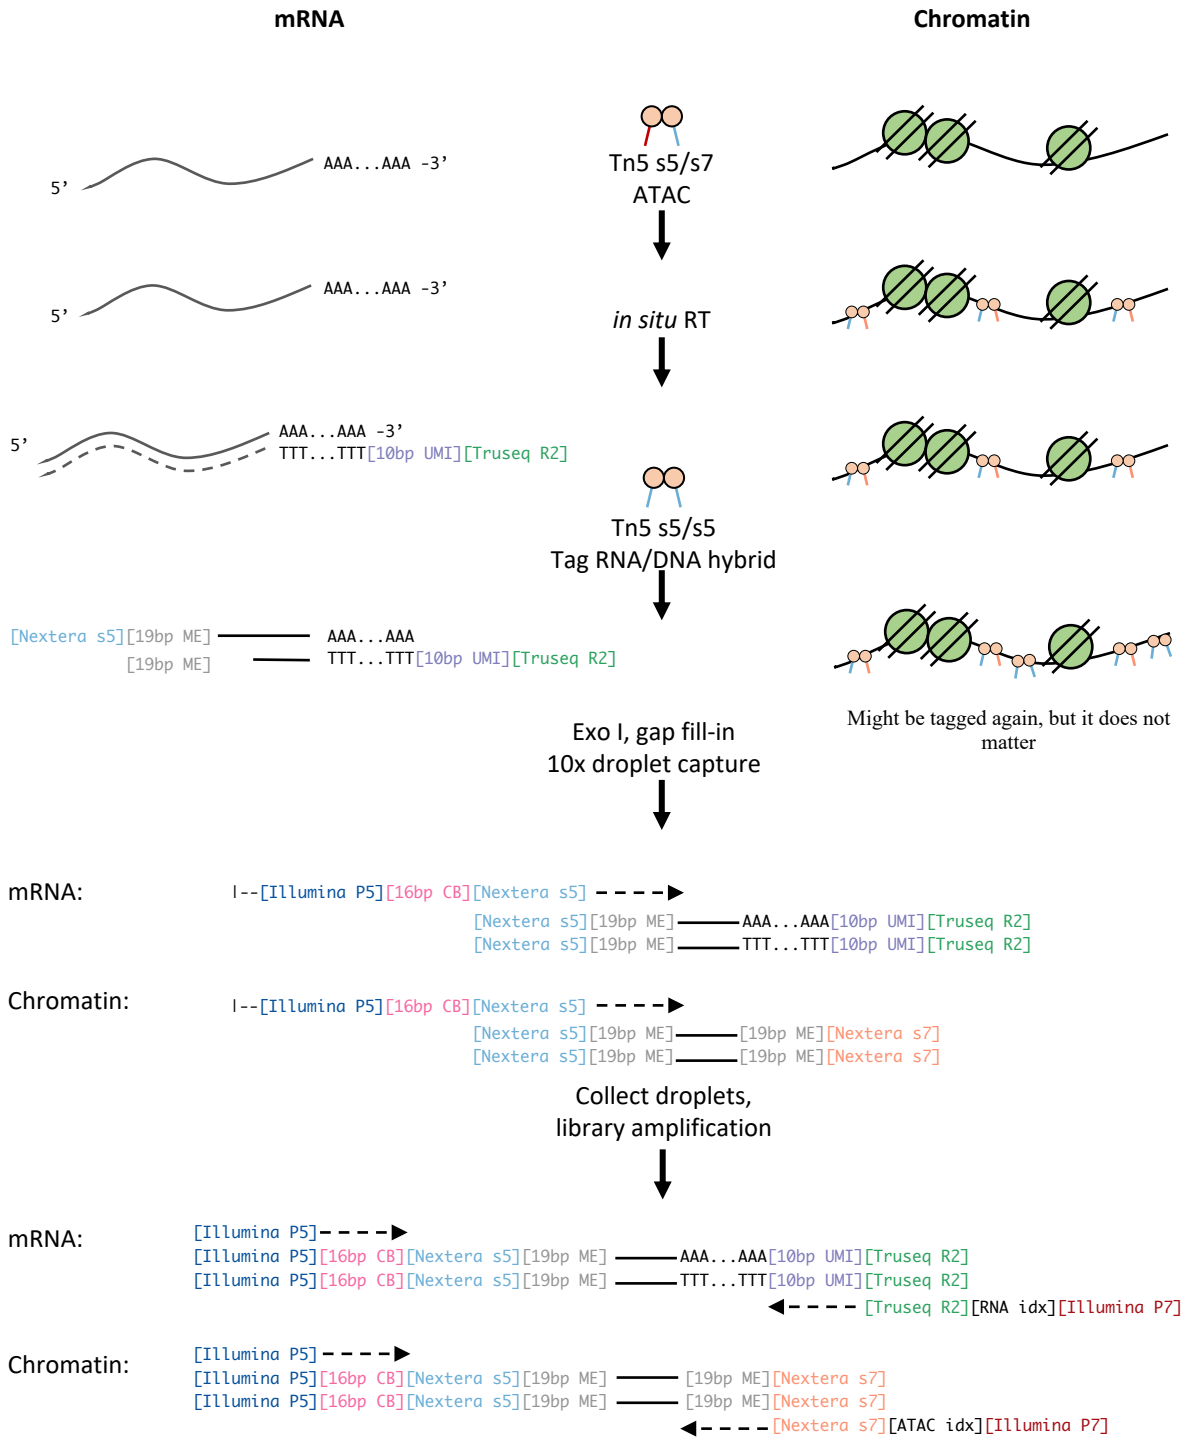 mRNA
Chromatin
5’
AAA...AAA -3’
Tn5 s5/s7
ATAC
5’
AAA...AAA -3’
in situ RT
5’
AAA...AAA -3’
TTT...TTT[10bp UMI][Truseq R2]
Tn5 s5/s5
Tag RNA/DNA hybrid
[Nextera s5][19bp ME] AAA...AAA
[19bp ME] TTT...TTT[10bp UMI][Truseq R2]
Might be tagged again, but it does not
matter
Exo I, gap fill-in
10x droplet capture
mRNA:
|--[Illumina P5][16bp CB][Nextera s5]
[Nextera s5][19bp ME] AAA...AAA[10bp UMI][Truseq R2]
[Nextera s5][19bp ME] TTT...TTT[10bp UMI][Truseq R2]
Chromatin:
|--[Illumina P5][16bp CB][Nextera s5]
[Nextera s5][19bp ME] [19bp ME][Nextera s7]
[Nextera s5][19bp ME] [19bp ME][Nextera s7]
Collect droplets,
library amplification
mRNA:
[Illumina P5]
[Illumina P5][16bp CB][Nextera s5][19bp ME] AAA...AAA[10bp UMI][Truseq R2]
[Illumina P5][16bp CB][Nextera s5][19bp ME] TTT...TTT[10bp UMI][Truseq R2]
[Truseq R2][RNA idx][Illumina P7]
Chromatin:
[Illumina P5]
[Illumina P5][16bp CB][Nextera s5][19bp ME] [19bp ME][Nextera s7]
[Illumina P5][16bp CB][Nextera s5][19bp ME] [19bp ME][Nextera s7]
[Nextera s7][ATAC idx][Illumina P7]